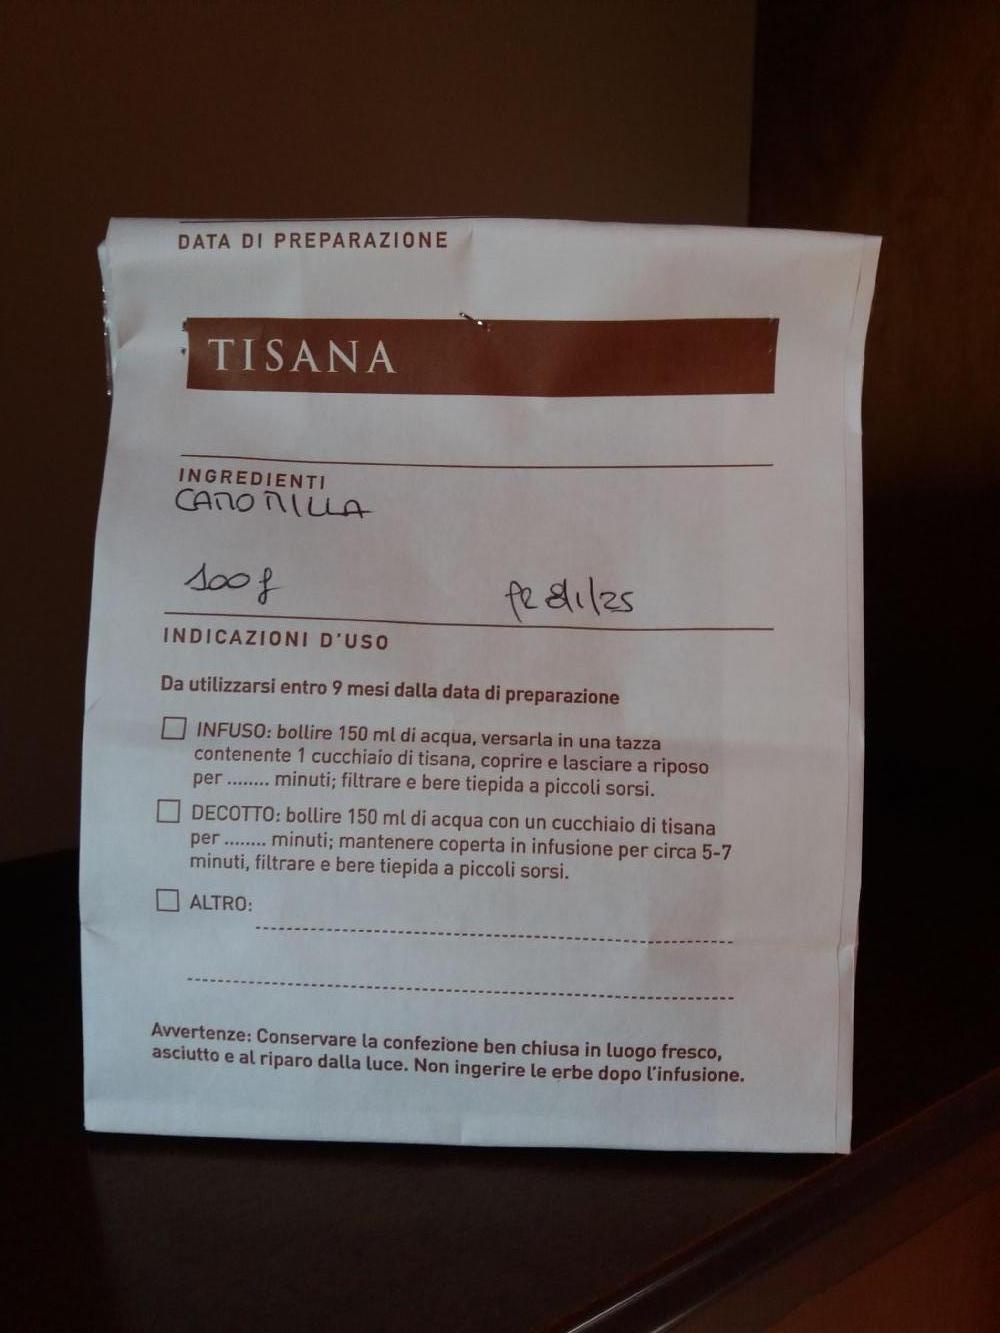 DATA DI PREPARAZIONE
TISANA
INGREDIENTI
CAMOMILLA
100 g
8/1/25
INDICAZIONI D'USO
Da utilizzarsi entro 9 mesi dalla data di preparazione
INFUSO: bollire 150 ml di acqua, versarla in una tazza
contenente 1 cucchiaio di tisana, coprire e lasciare a riposo
per ........ minuti; filtrare e bere tiepida a piccoli sorsi.
DECOTTO: bollire 150 ml di acqua con un cucchiaio di tisana
per ........ minuti; mantenere coperta in infusione per circa 5-7
minuti, filtrare e bere tiepida a piccoli sorsi.
ALTRO:
Avvertenze: Conservare la confezione ben chiusa in luogo fresco,
asciutto e al riparo dalla luce. Non ingerire le erbe dopo l'infusione.